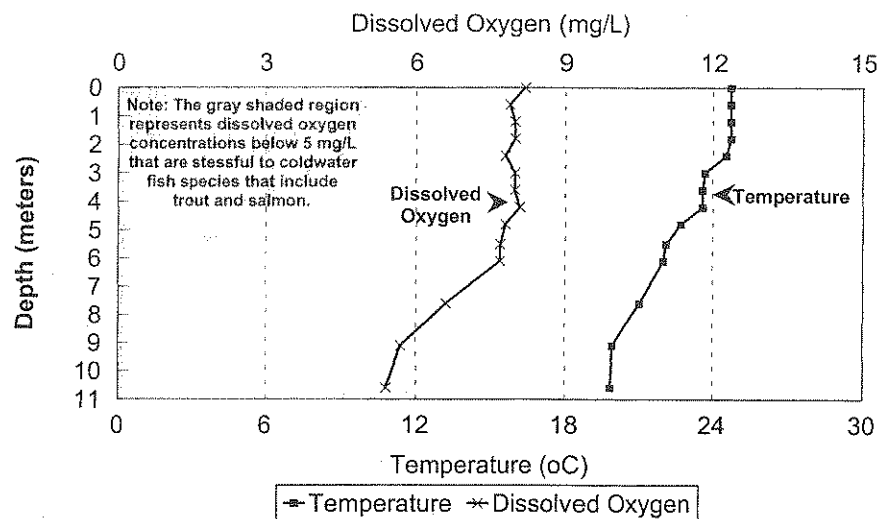 Dissolved Oxygen (mg/L)
0 3 6 9 12 15
0
1
2
3
4
5
6
7
8
9
10
11
Depth (meters)
Note: The gray shaded region
represents dissolved oxygen
concentrations below 5 mg/L
that are stessful to coldwater
fish species that include
trout and salmon.
Dissolved
Oxygen
Temperature
0 6 12 18 24 30
Temperature (oC)
Temperature Dissolved Oxygen